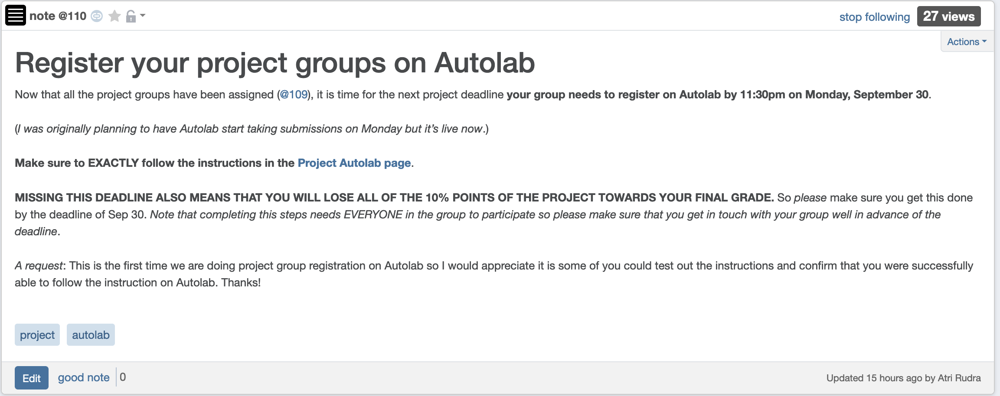 note @110
stop following
27 views
Actions
Register your project groups on Autolab
Now that all the project groups have been assigned (@109), it is time for the next project deadline your group needs to register on Autolab by 11:30pm on Monday, September 30.
(I was originally planning to have Autolab start taking submissions on Monday but it’s live now.)
Make sure to EXACTLY follow the instructions in the Project Autolab page.
MISSING THIS DEADLINE ALSO MEANS THAT YOU WILL LOSE ALL OF THE 10% POINTS OF THE PROJECT TOWARDS YOUR FINAL GRADE. So please make sure you get this done
by the deadline of Sep 30. Note that completing this steps needs EVERYONE in the group to participate so please make sure that you get in touch with your group well in advance of the
deadline.
A request: This is the first time we are doing project group registration on Autolab so I would appreciate it is some of you could test out the instructions and confirm that you were successfully
able to follow the instruction on Autolab. Thanks!
project
autolab
Edit
good note
0
Updated 15 hours ago by Atri Rudra